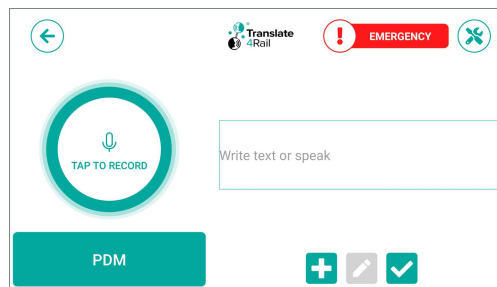 Translate
4Rail
EMERGENCY
TAP TO RECORD
Write text or speak
PDM